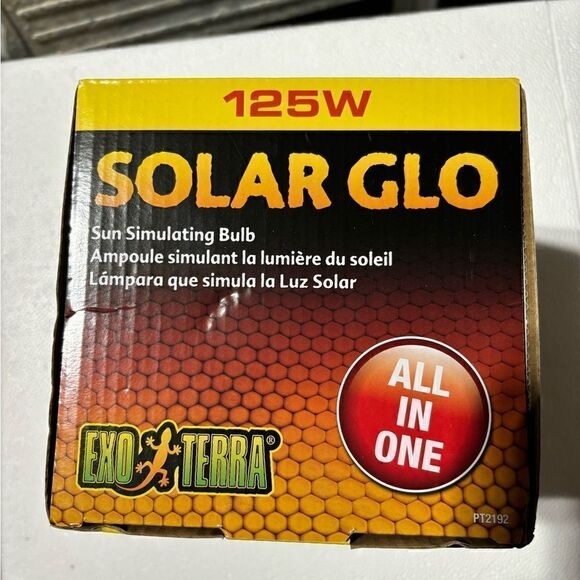 125W
SOLAR GLO
Sun Simulating Bulb
Ampoule simulant la lumière du soleil
Lámpara que simula la Luz Solar
ALL
IN
ONE
EXO TERRA®
PT2192